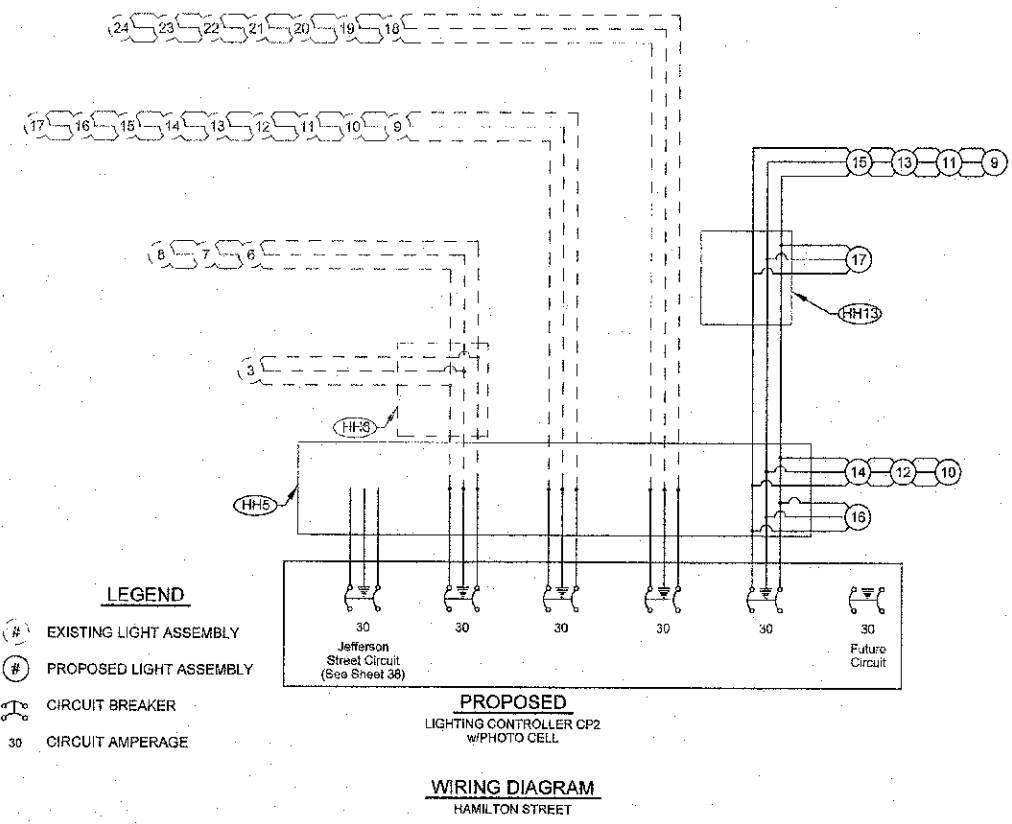 24 23 22 21 20 19 18
17 16 15 14 13 12 11 10 9
15 13 11 9
8 7 6
17
HH13
3
HH6
14 12 10
HH5
16
30 30 30 30 30 30
Jefferson
Street Circuit
(See Sheet 38)
Future
Circuit
LEGEND
# EXISTING LIGHT ASSEMBLY
# PROPOSED LIGHT ASSEMBLY
CIRCUIT BREAKER
30 CIRCUIT AMPERAGE
PROPOSED
LIGHTING CONTROLLER CP2
w/PHOTO CELL
WIRING DIAGRAM
HAMILTON STREET